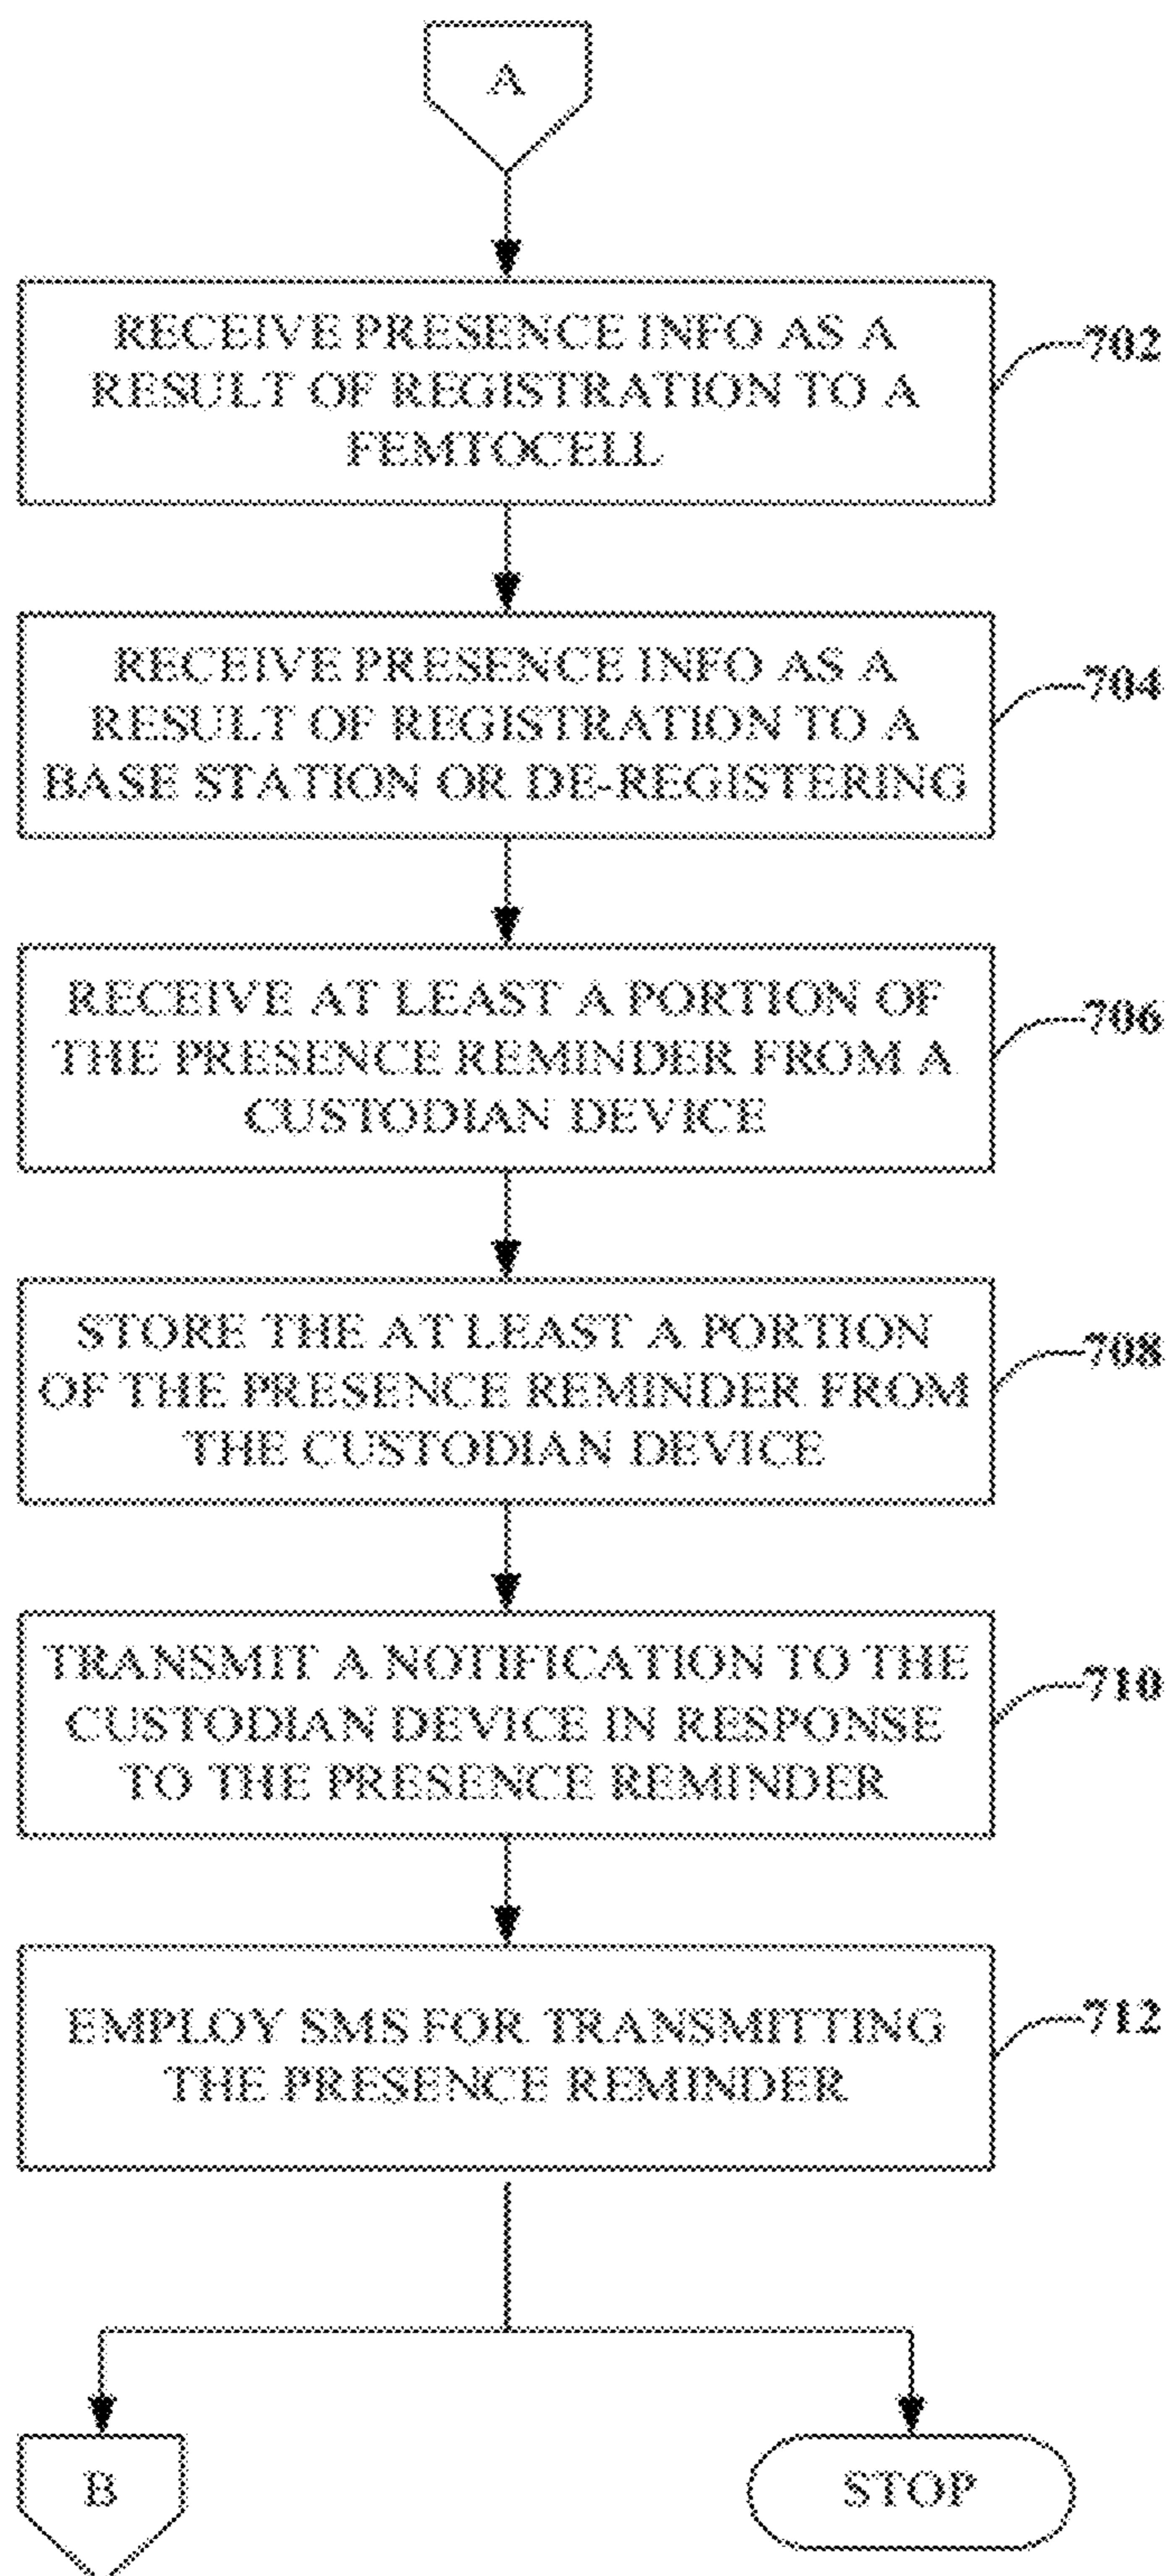 A
RECEIVE PRESENCE INFO AS A
RESULT OF REGISTRATION TO A
FEMTOCELL
702
RECEIVE PRESENCE INFO AS A
RESULT OF REGISTRATION TO A
BASE STATION OR DE-REGISTERING
704
RECEIVE AT LEAST A PORTION OF
THE PRESENCE REMINDER FROM A
CUSTODIAN DEVICE
706
STORE THE AT LEAST A PORTION
OF THE PRESENCE REMINDER FROM
THE CUSTODIAN DEVICE
708
TRANSMIT A NOTIFICATION TO THE
CUSTODIAN DEVICE IN RESPONSE
TO THE PRESENCE REMINDER
710
EMPLOY SMS FOR TRANSMITTING
THE PRESENCE REMINDER
712
B
STOP